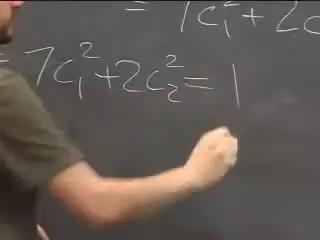 = 7c₁² + 2c
= 7c₁² + 2c₂² = 1